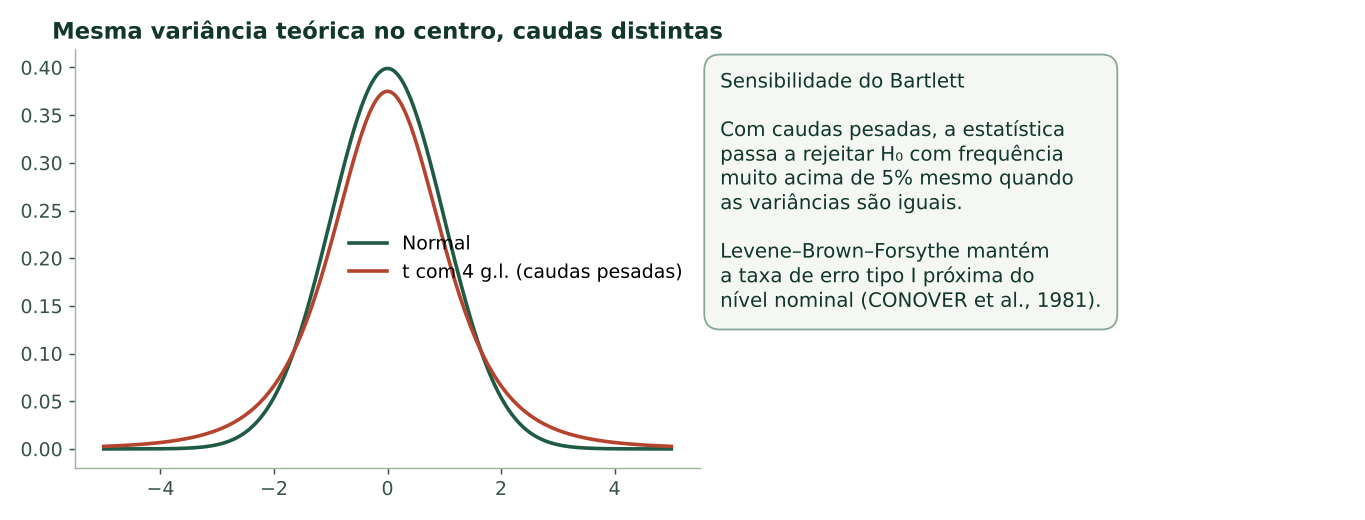 Mesma variância teórica no centro, caudas distintas
0.40
0.35
0.30
0.25
0.20
0.15
0.10
0.05
0.00
−4
−2
0
2
4
Normal
t com 4 g.l. (caudas pesadas)
Sensibilidade do Bartlett
Com caudas pesadas, a estatística
passa a rejeitar H₀ com frequência
muito acima de 5% mesmo quando
as variâncias são iguais.
Levene–Brown–Forsythe mantém
a taxa de erro tipo I próxima do
nível nominal (CONOVER et al., 1981).